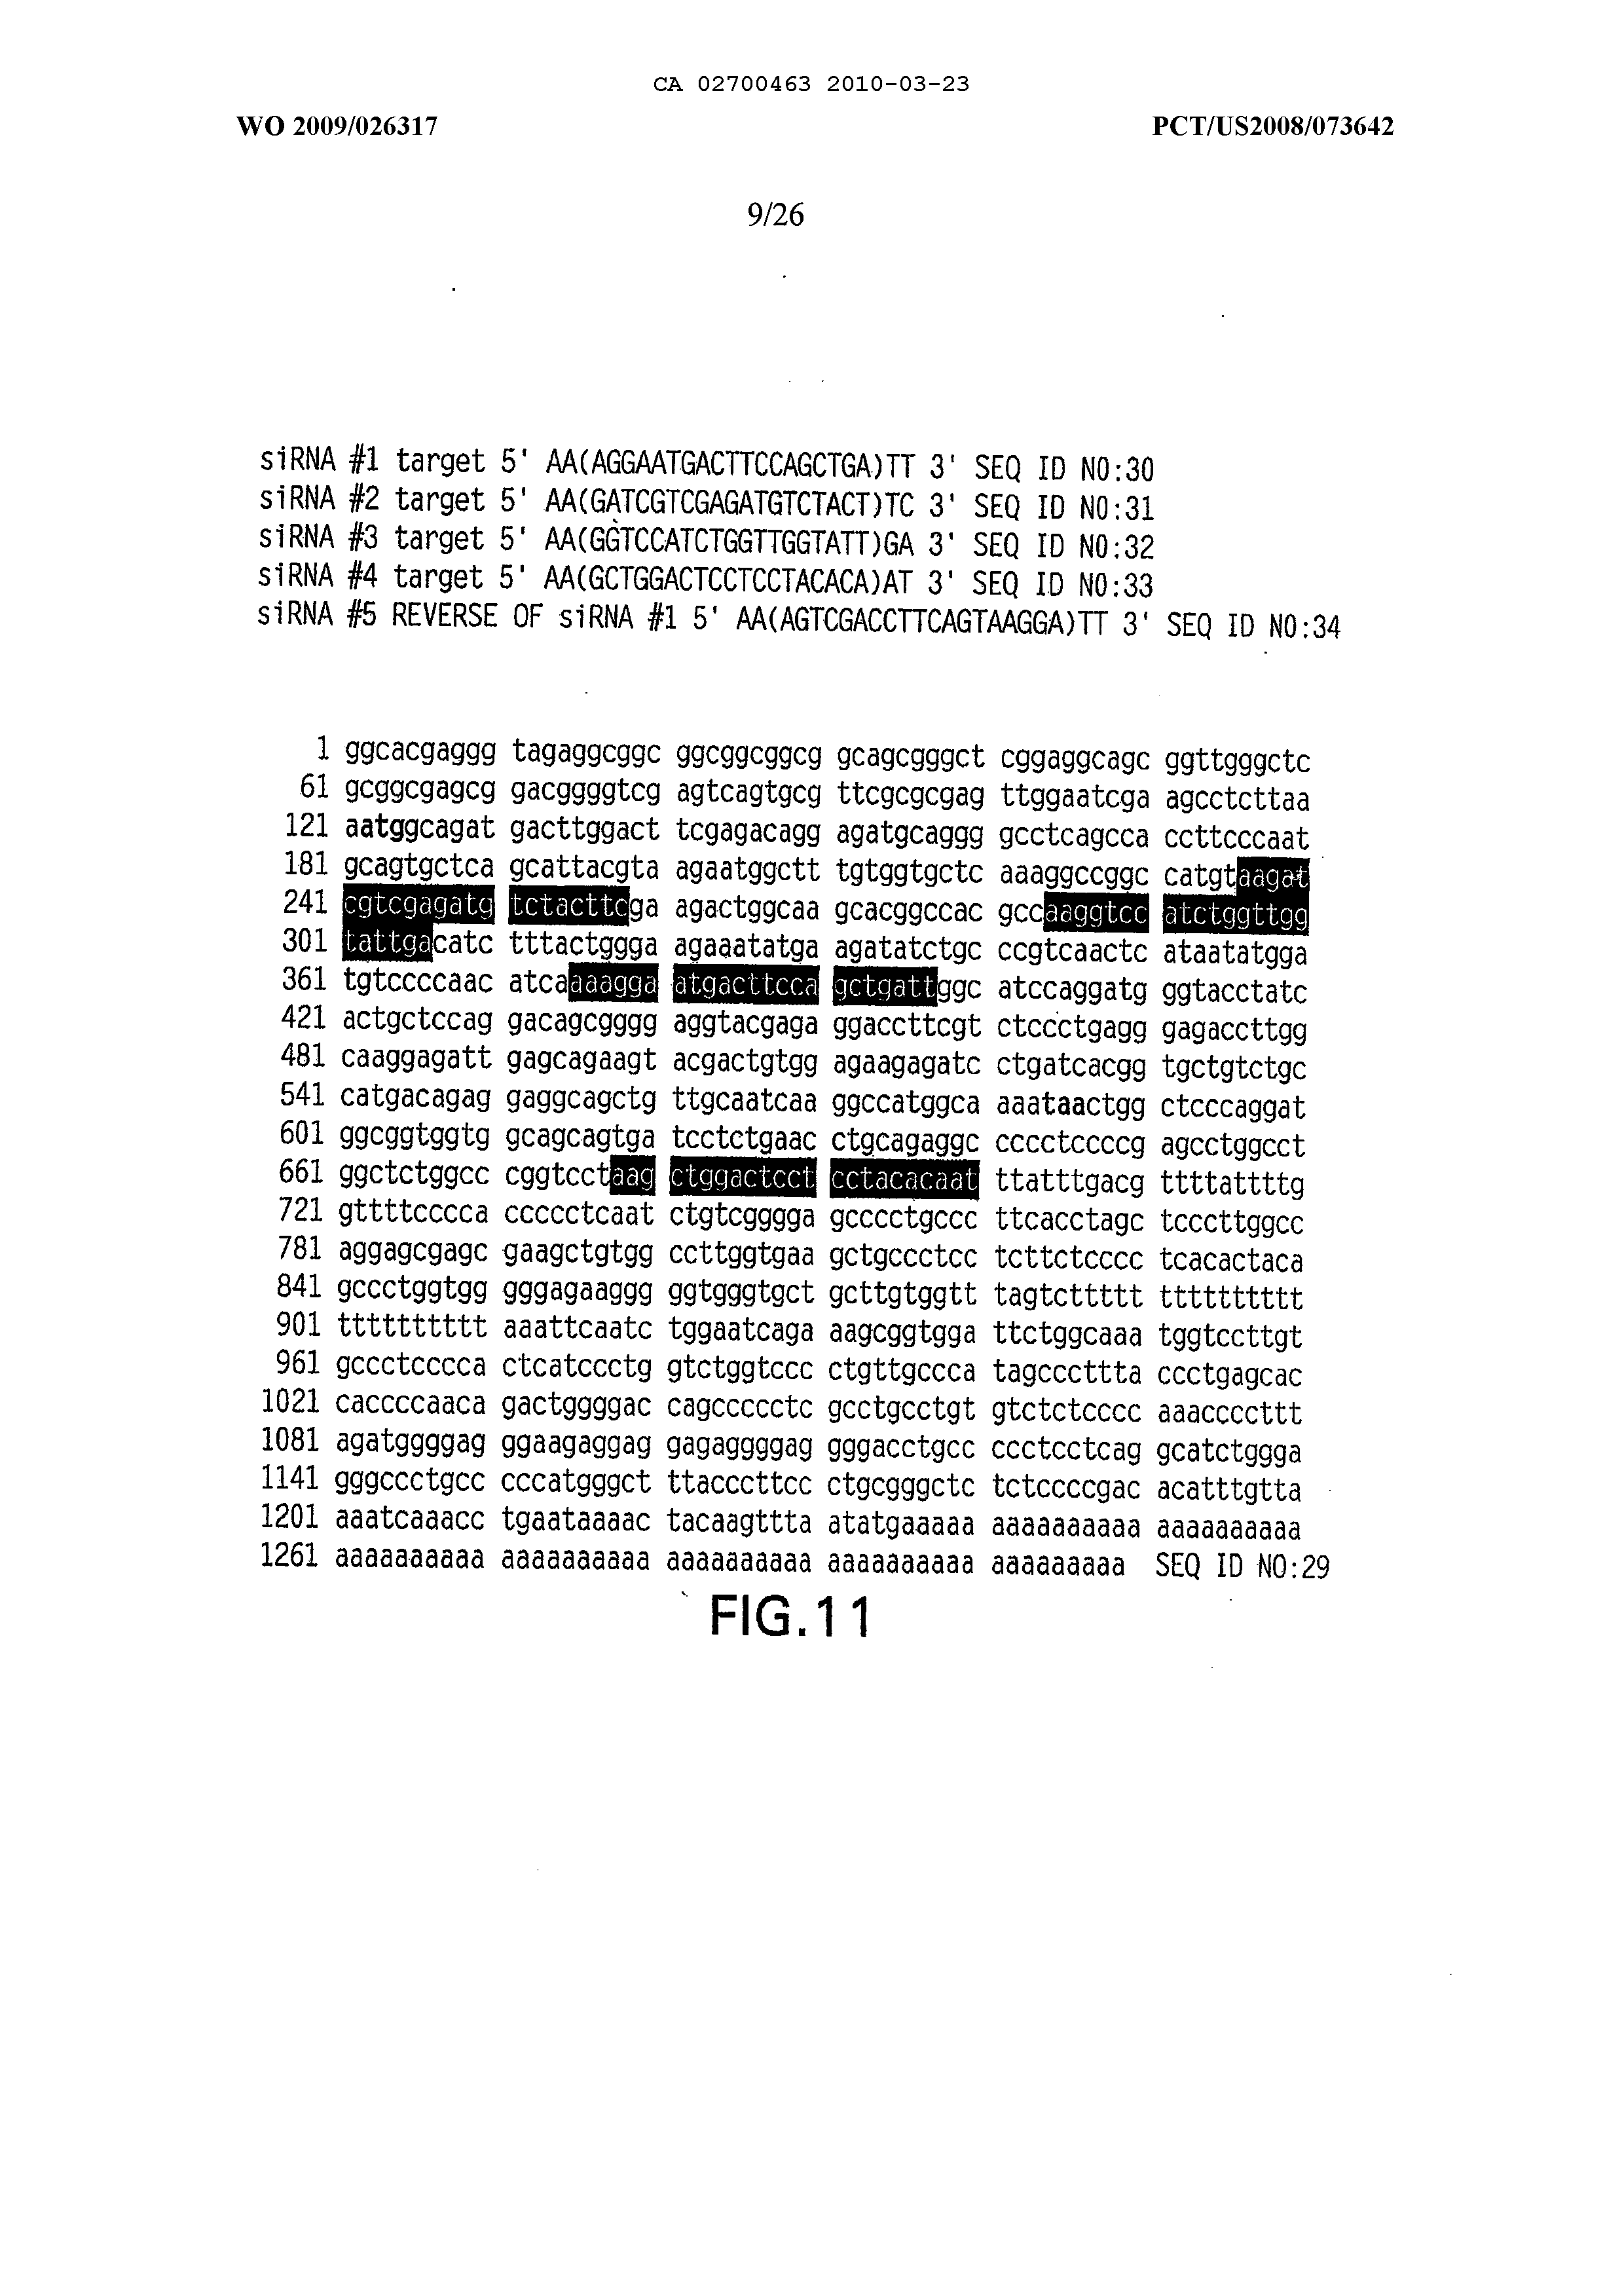 CA 02700463 2010-03-23
WO 2009/026317 PCT/US2008/073642
9/26
siRNA #1 target 5' AA(AGGAATGACTTCCAGCTGA)TT 3' SEQ ID NO:30
siRNA #2 target 5' AA(GATCGTCGAGATGTCTACT)TC 3' SEQ ID NO:31
siRNA #3 target 5' AA(GGTCCATCTGGTTGGTATT)GA 3' SEQ ID NO:32
siRNA #4 target 5' AA(GCTGGACTCCTCCTACACA)AT 3' SEQ ID NO:33
siRNA #5 REVERSE OF siRNA #1 5' AA(AGTCGACCTTCAGTAAGGA)TT 3' SEQ ID NO:34
1 ggcacgaggg tagaggcggc ggcggcggcg gcagcgggct cggaggcagc ggttgggctc
61 gcggcgagcg gacggggtcg agtcagtgcg ttcgcgcgag ttggaatcga agcctcttaa
121 aatggcagat gacttggact tcgagacagg agatgcaggg gcctcagcca ccttcccaat
181 gcagtgctca gcattacgta agaatggctt tgtggtgctc aaaggccggc catgtaagat
241 cgtcgagatg tctacttcga agactggcaa gcacggccac gccaaggtcc atctggttgg
301 tattgacatc tttactggga agaaatatga agatatctgc ccgtcaactc ataatatgga
361 tgtccccaac atcaaaagga atgacttcca gctgattggc atccaggatg ggtacctatc
421 actgctccag gacagcgggg aggtacgaga ggaccttcgt ctccctgagg gagaccttgg
481 caaggagatt gagcagaagt acgactgtgg agaagagatc ctgatcacgg tgctgtctgc
541 catgacagag gaggcagctg ttgcaatcaa ggccatggca aaataactgg ctcccaggat
601 ggcggtggtg gcagcagtga tcctctgaac ctgcagaggc cccctccccg agcctggcct
661 ggctctggcc cggtcctaag ctggactcct cctacacaat ttatttgacg ttttattttg
721 gttttcccca ccccctcaat ctgtcgggga gcccctgccc ttcacctagc tcccttggcc
781 aggagcgagc gaagctgtgg ccttggtgaa gctgccctcc tcttctcccc tcacactaca
841 gccctggtgg gggagaaggg ggtgggtgct gcttgtggtt tagtcttttt tttttttttt
901 tttttttttt aaattcaatc tggaatcaga aagcggtgga ttctggcaaa tggtccttgt
961 gccctcccca ctcatccctg gtctggtccc ctgttgccca tagcccttta ccctgagcac
1021 caccccaaca gactggggac cagccccctc gcctgcctgt gtctctcccc aaacccctttt
1081 agatggggag ggaagaggag gagaggggag gggacctgcc ccctcctcag gcatctggga
1141 gggccctgcc cccatgggct ttacccttcc ctgcgggctc tctccccgac acatttgtta
1201 aaatcaaacc tgaataaaac tacaagttta atatgaaaaa aaaaaaaaaa aaaaaaaaaa
1261 aaaaaaaaaa aaaaaaaaaa aaaaaaaaaa aaaaaaaaaa aaaaaaaaa SEQ ID NO:29
FIG.11